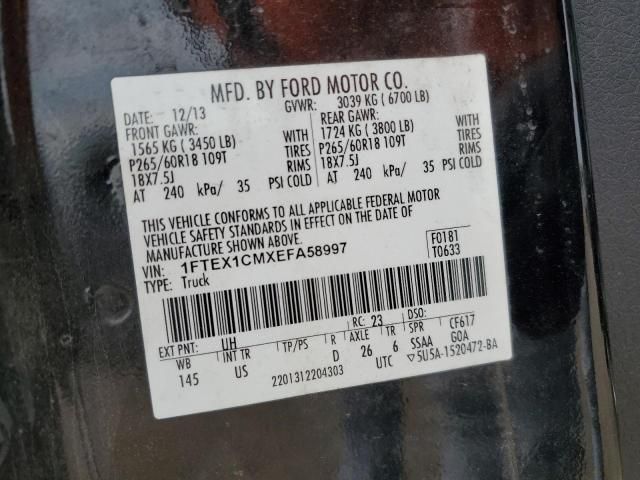 MFD. BY FORD MOTOR CO.
DATE: 12/13 GVWR: 3039 KG ( 6700 LB)
FRONT GAWR: REAR GAWR:
1565 KG ( 3450 LB) WITH 1724 KG ( 3800 LB) WITH
P265/60R18 109T TIRES P265/60R18 109T TIRES
18X7.5J RIMS 18X7.5J RIMS
AT 240 kPa/ 35 PSI COLD AT 240 kPa/ 35 PSI COLD
THIS VEHICLE CONFORMS TO ALL APPLICABLE FEDERAL MOTOR
VEHICLE SAFETY STANDARDS IN EFFECT ON THE DATE OF
MANUFACTURE SHOWN ABOVE.
VIN: 1FTEX1CMXEFA58997 F0181
TYPE: Truck T0633
EXT PNT: UH RC: 23 DSO:
WB INT TR TP/PS R AXLE TR SPR CF617
145 US D 26 6 SSAA GOA
2201312204303 UTC ▽5U5A-1520472-BA